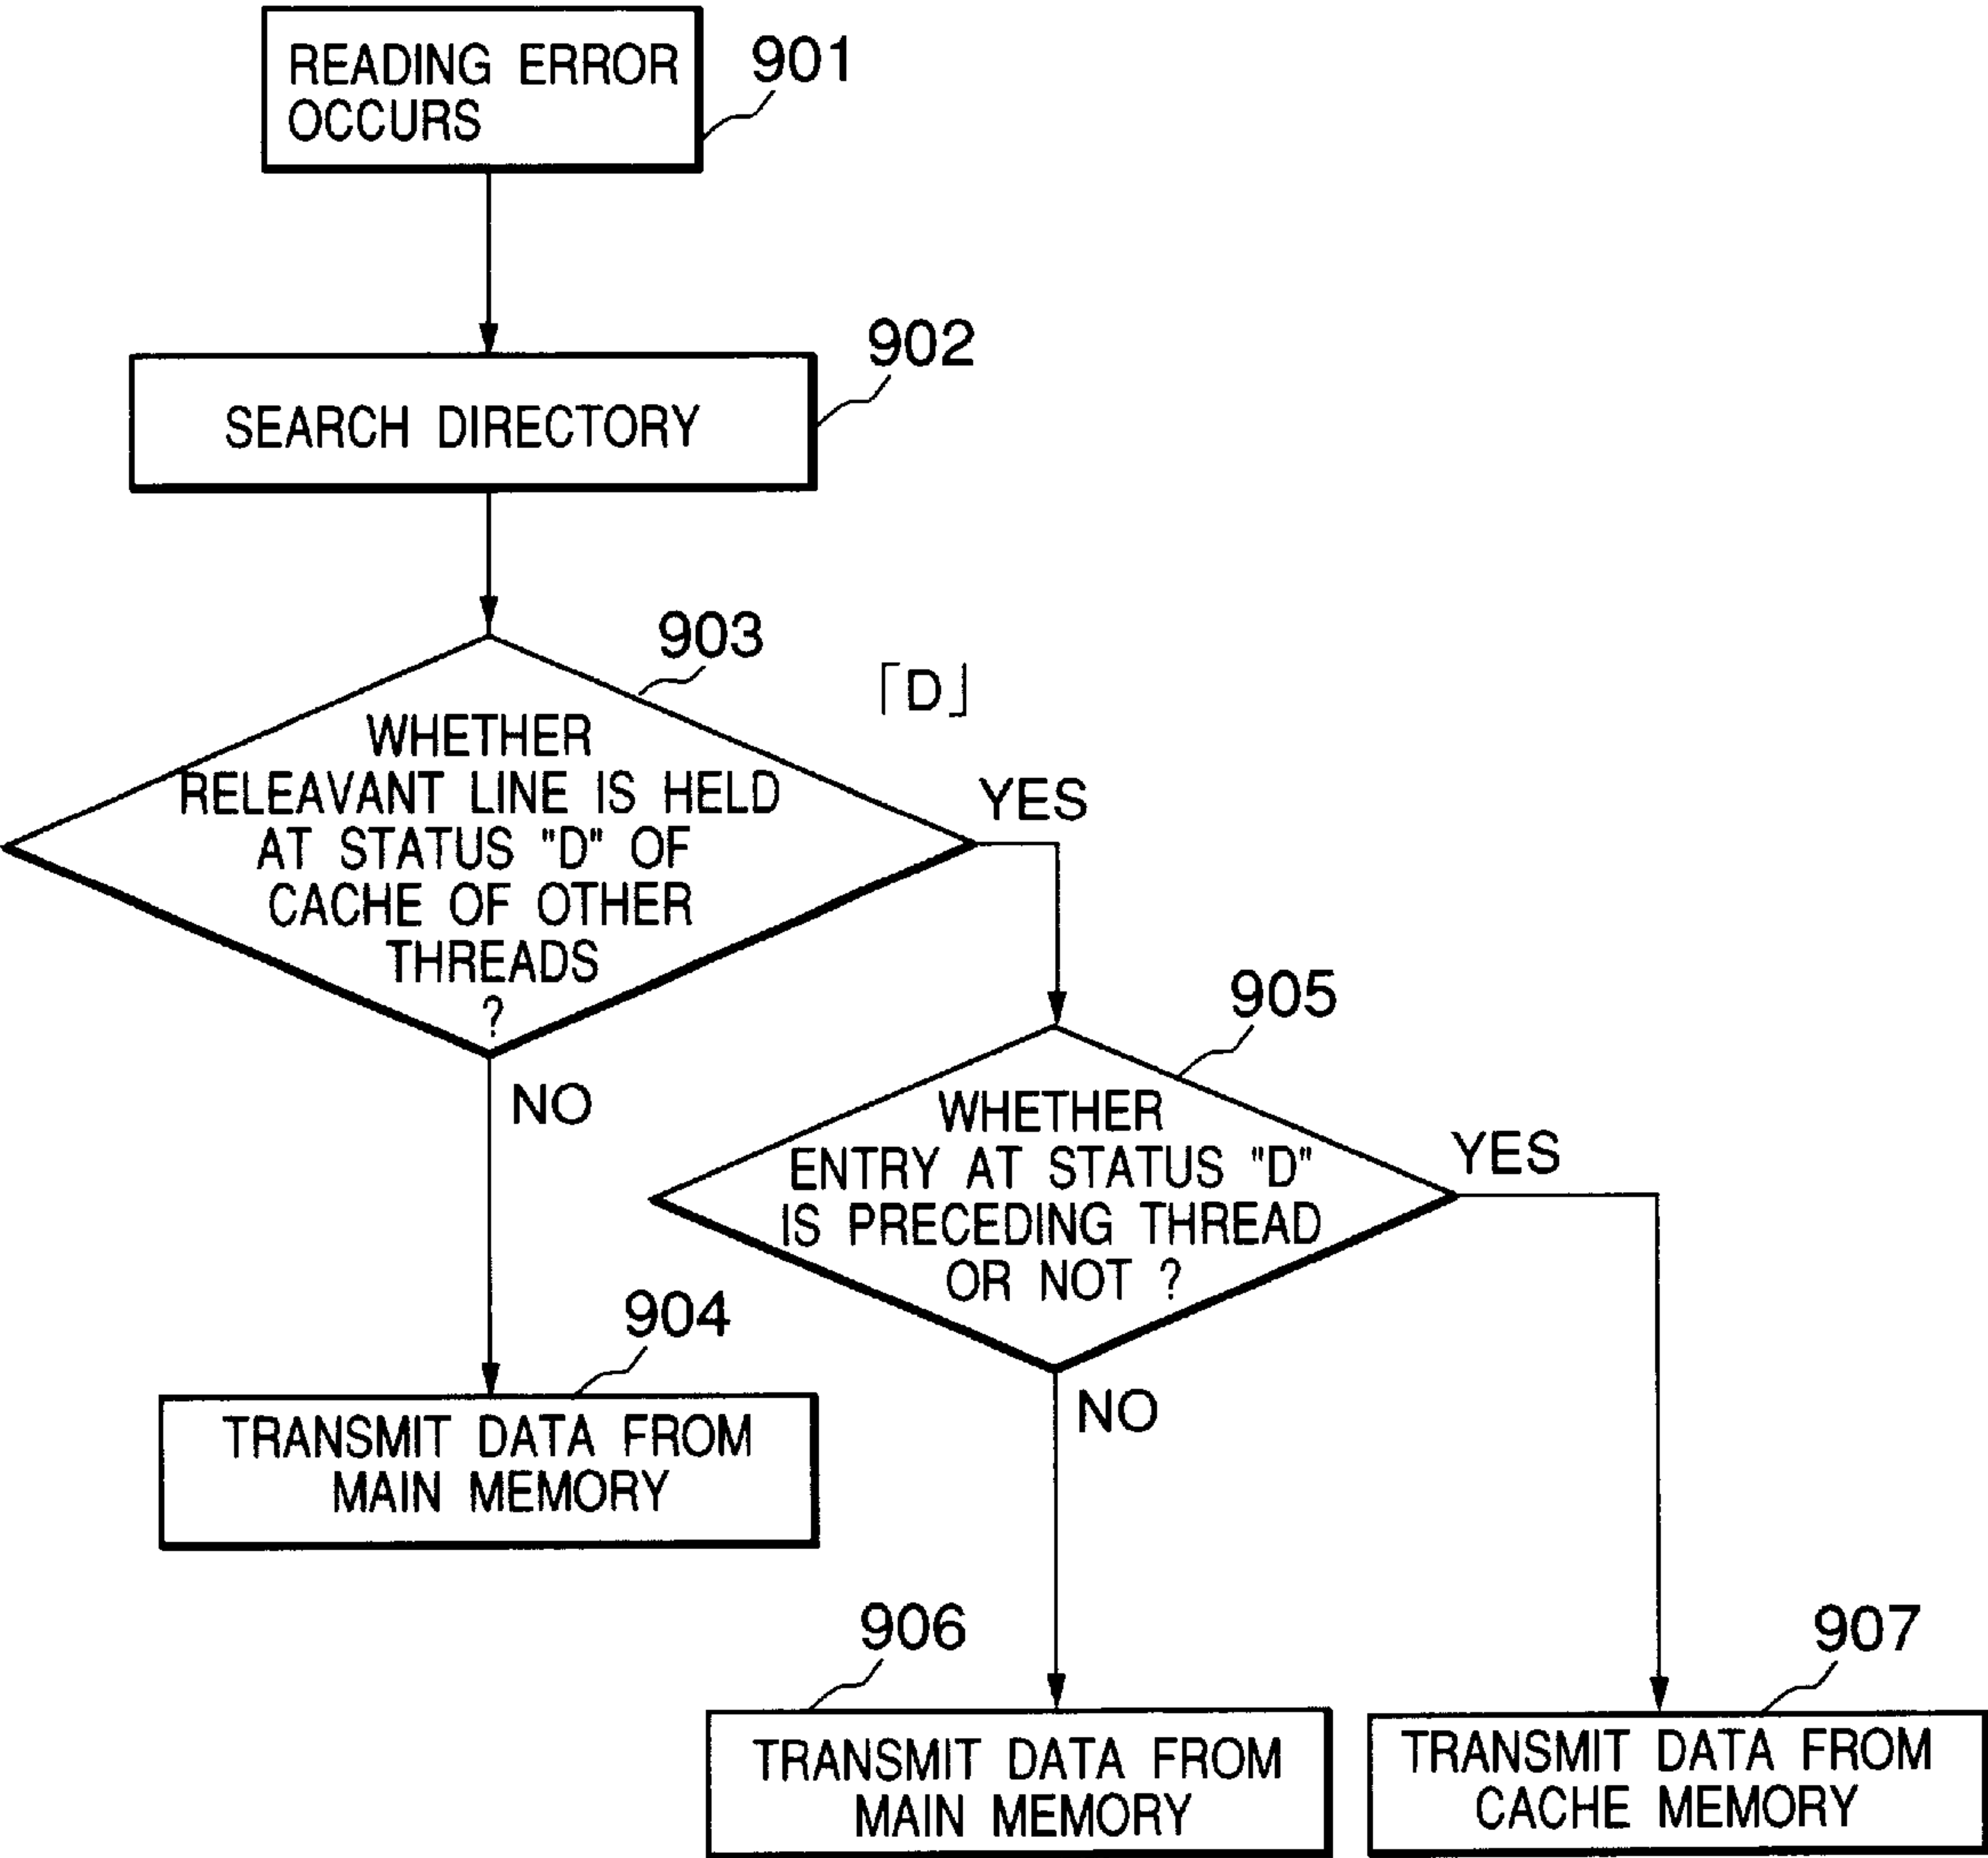 READING ERROR
OCCURS
901
SEARCH DIRECTORY
902
903
「D」
WHETHER
RELEAVANT LINE IS HELD
AT STATUS "D" OF
CACHE OF OTHER
THREADS
?
YES
NO
905
WHETHER
ENTRY AT STATUS "D"
IS PRECEDING THREAD
OR NOT ?
YES
NO
904
TRANSMIT DATA FROM
MAIN MEMORY
906
TRANSMIT DATA FROM
MAIN MEMORY
907
TRANSMIT DATA FROM
CACHE MEMORY